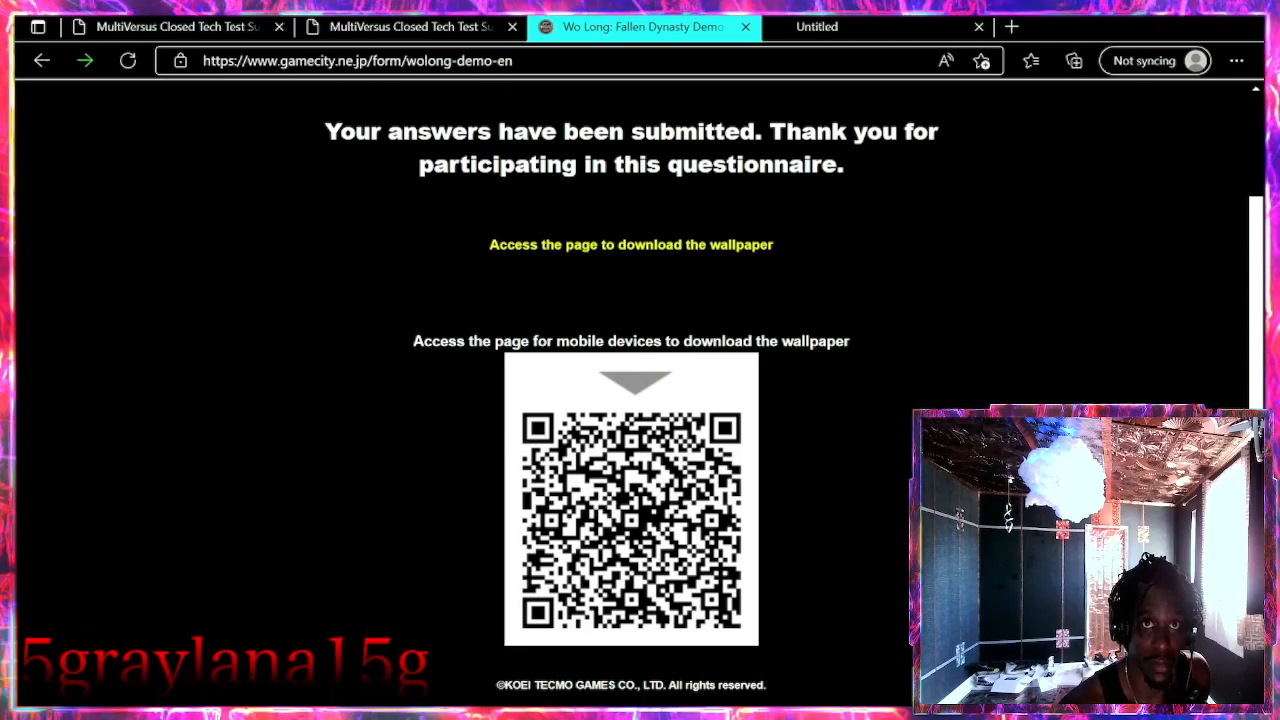 MultiVersus Closed Tech Test Su
MultiVersus Closed Tech Test Su
Wo Long: Fallen Dynasty Demo
Untitled
https://www.gamecity.ne.jp/form/wolong-demo-en
Not syncing
Your answers have been submitted. Thank you for
participating in this questionnaire.
Access the page to download the wallpaper
Access the page for mobile devices to download the wallpaper
5graylana15g
©KOEI TECMO GAMES CO., LTD. All rights reserved.